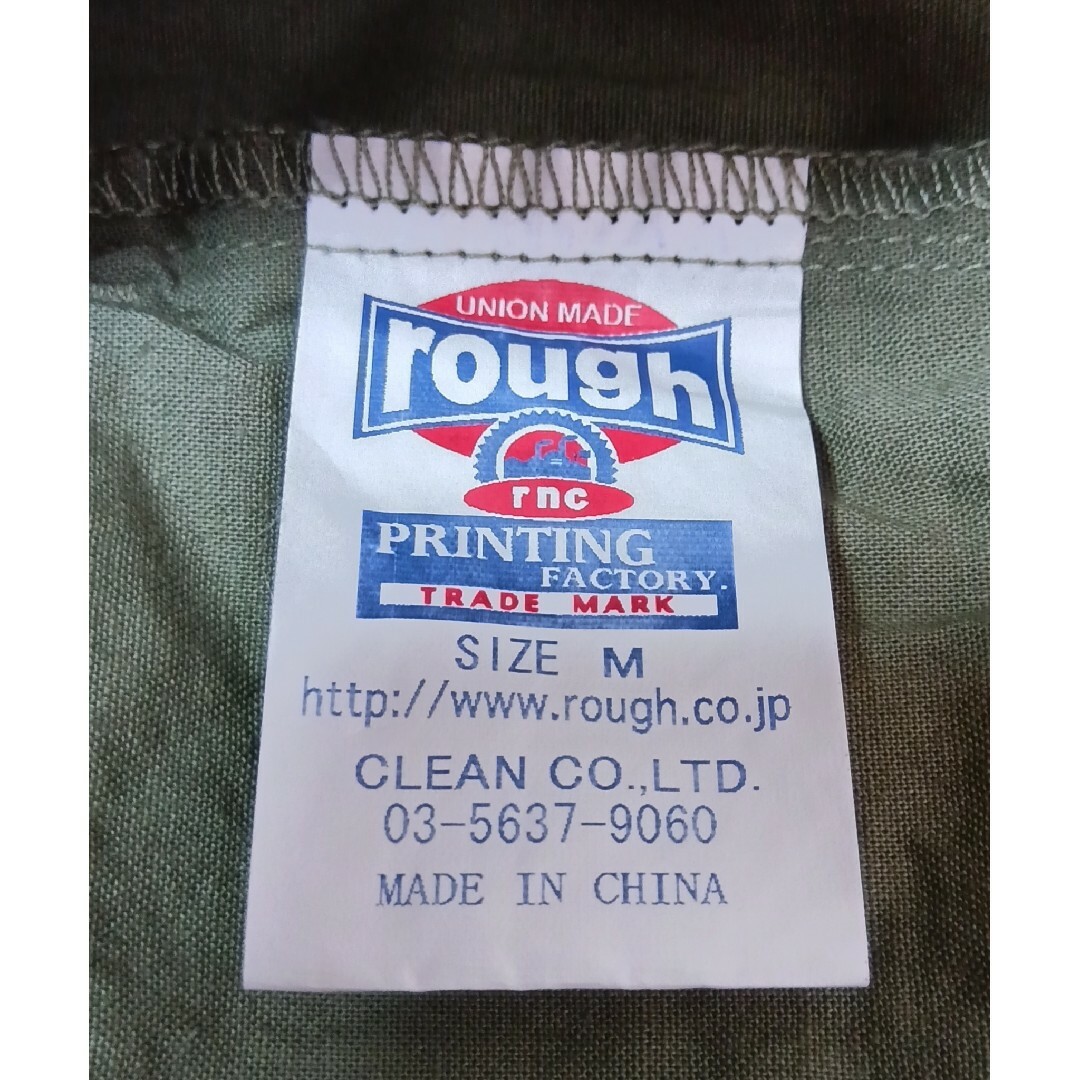 UNION MADE
rough
rnc
PRINTING
FACTORY.
TRADE MARK
SIZE M
http://www.rough.co.jp
CLEAN CO.,LTD.
03-5637-9060
MADE IN CHINA